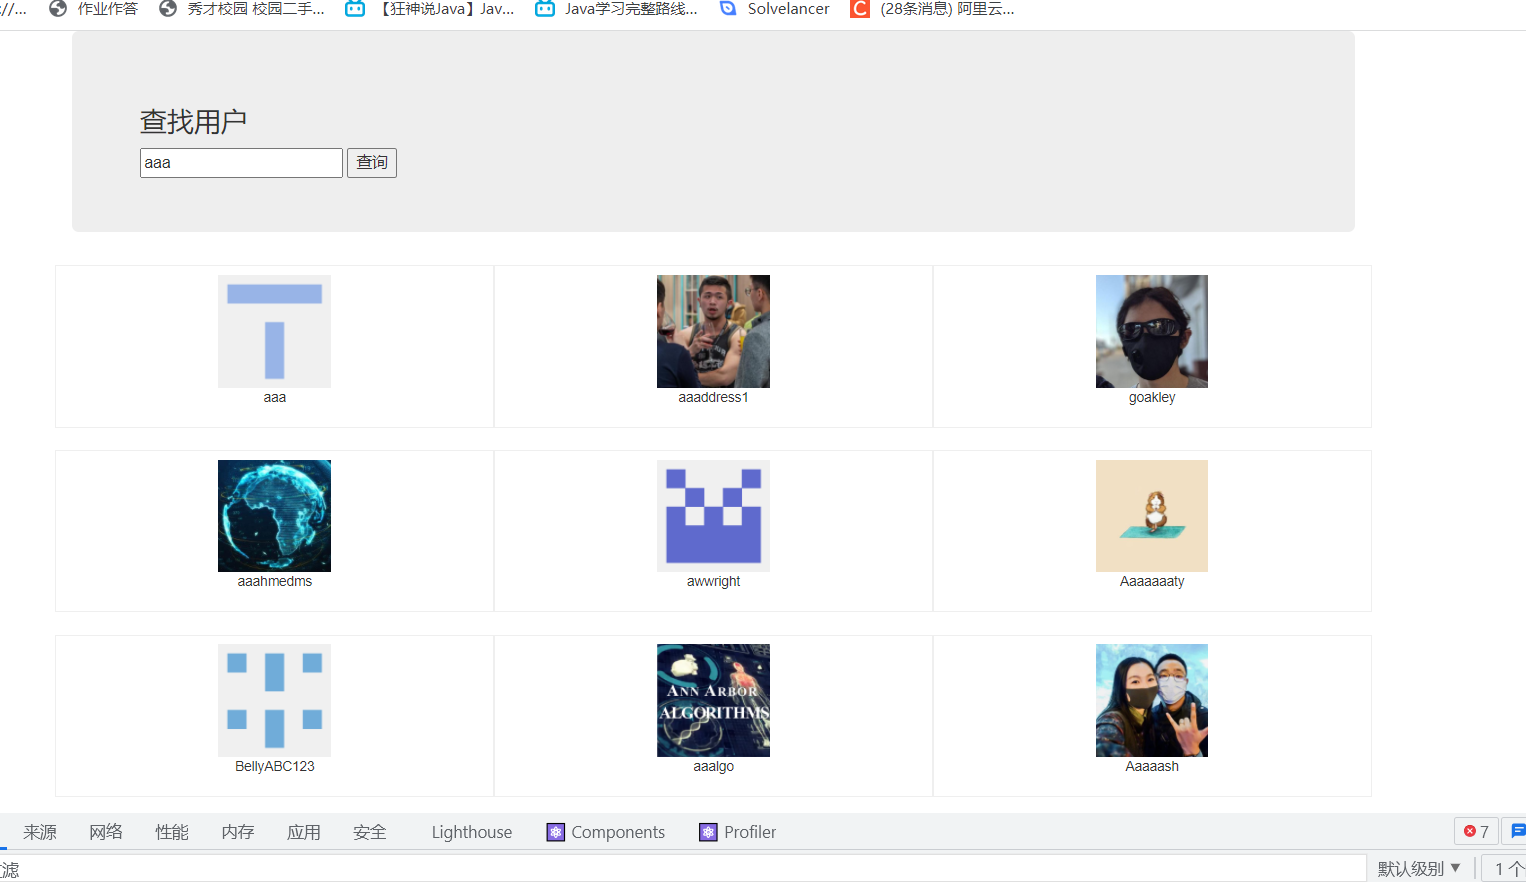 ://...
作业作答
秀才校园 校园二手...
【狂神说Java】Jav...
Java学习完整路线...
Solvelancer
(28条消息) 阿里云...
查找用户
aaa
查询
aaa
aaaddress1
goakley
aaahmedms
awwright
Aaaaaaaty
BellyABC123
ANN ARBOR
ALGORITHMS
aaalgo
Aaaaash
来源
网络
性能
内存
应用
安全
Lighthouse
Components
Profiler
7
滤
默认级别
1 个